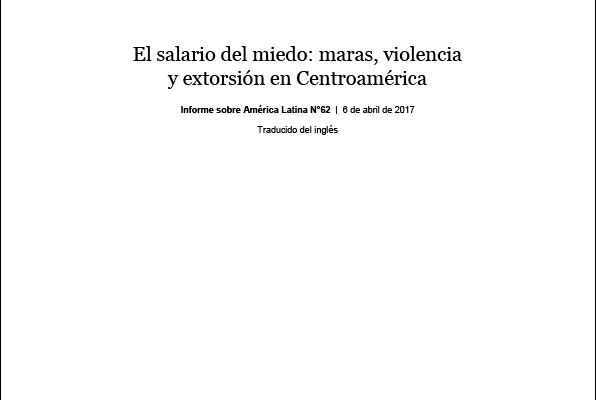 El salario del miedo: maras, violencia
y extorsión en Centroamérica
Informe sobre América Latina N°62 | 6 de abril de 2017
Traducido del inglés